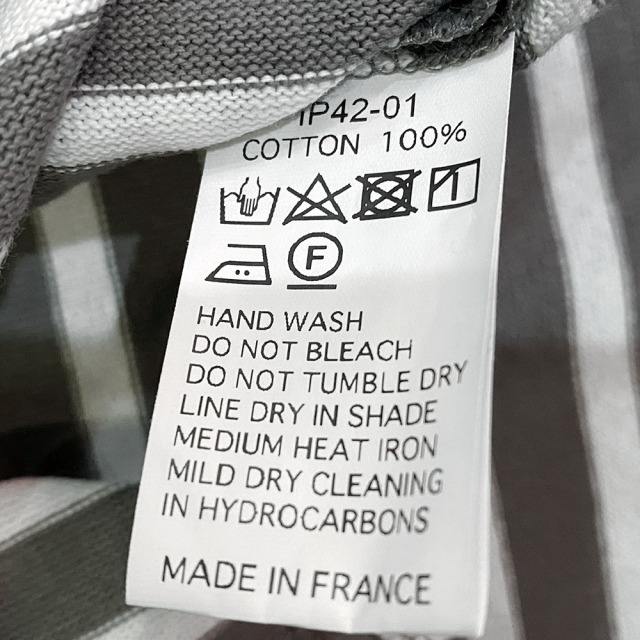 IP42-01
COTTON 100%
F
HAND WASH
DO NOT BLEACH
DO NOT TUMBLE DRY
LINE DRY IN SHADE
MEDIUM HEAT IRON
MILD DRY CLEANING
IN HYDROCARBONS
MADE IN FRANCE